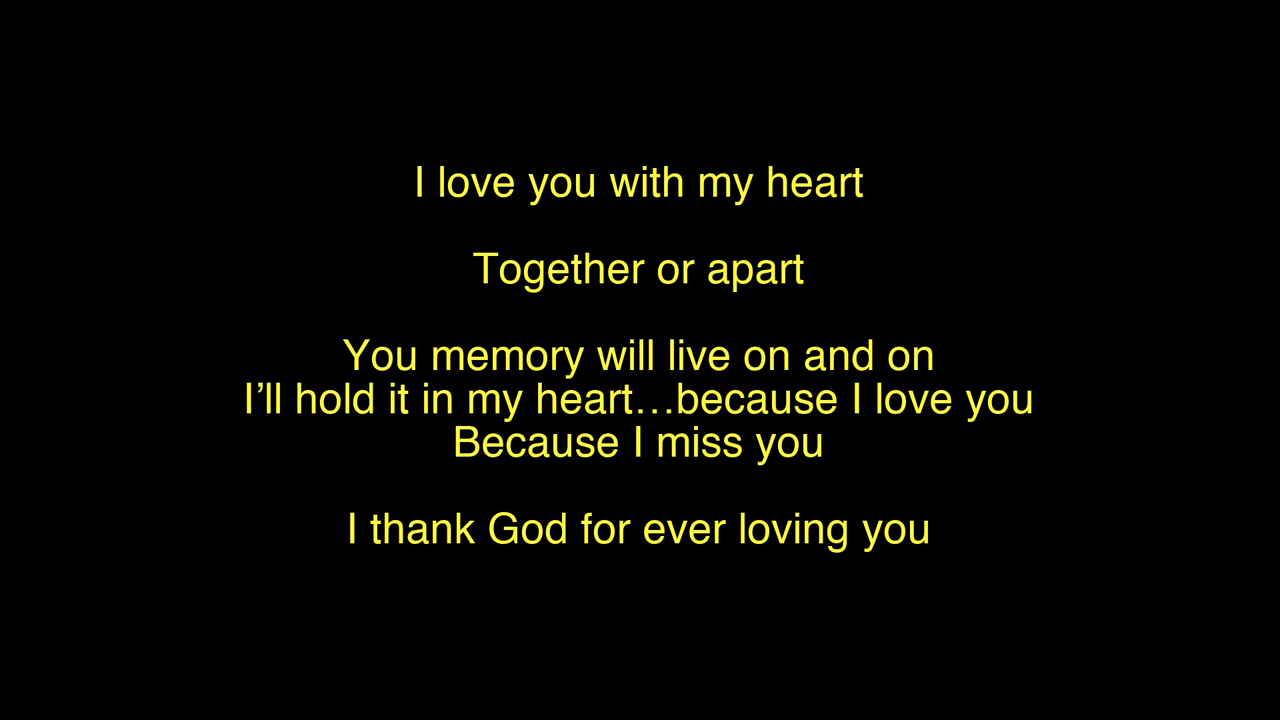 I love you with my heart
Together or apart
You memory will live on and on
I’ll hold it in my heart…because I love you
Because I miss you
I thank God for ever loving you